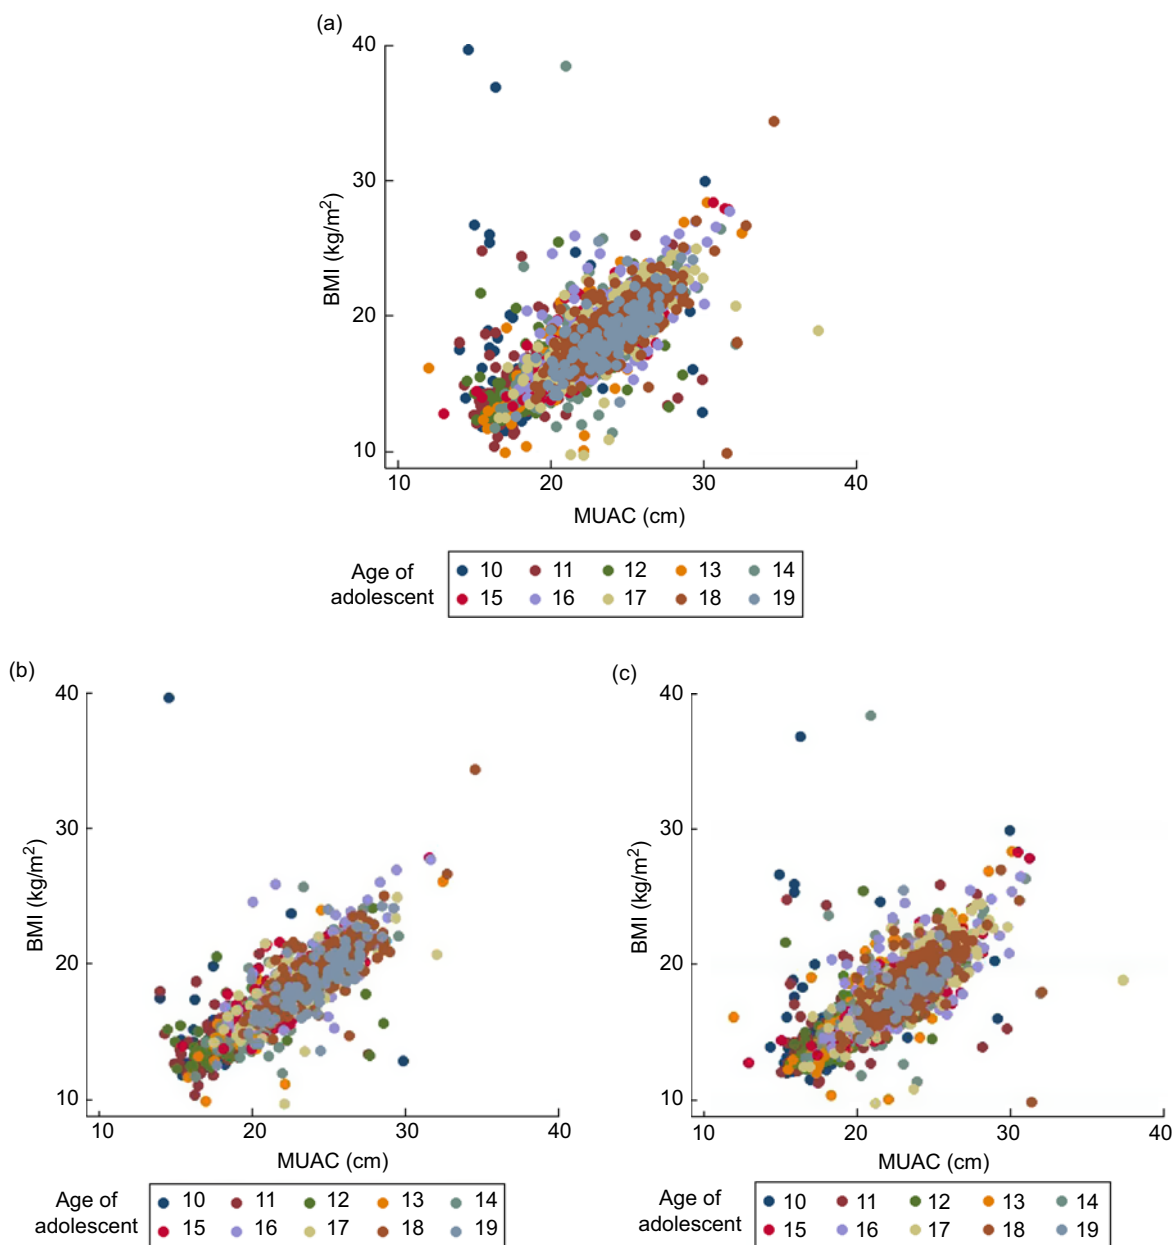 (a)
40
30
20
10
BMI (kg/m²)
10 20 30 40
MUAC (cm)
Age of adolescent
10 11 12 13 14
15 16 17 18 19
(b)
40
30
20
10
BMI (kg/m²)
10 20 30 40
MUAC (cm)
Age of adolescent
10 11 12 13 14
15 16 17 18 19
(c)
40
30
20
10
BMI (kg/m²)
10 20 30 40
MUAC (cm)
Age of adolescent
10 11 12 13 14
15 16 17 18 19